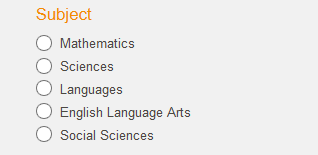 Subject
Mathematics
Sciences
Languages
English Language Arts
Social Sciences